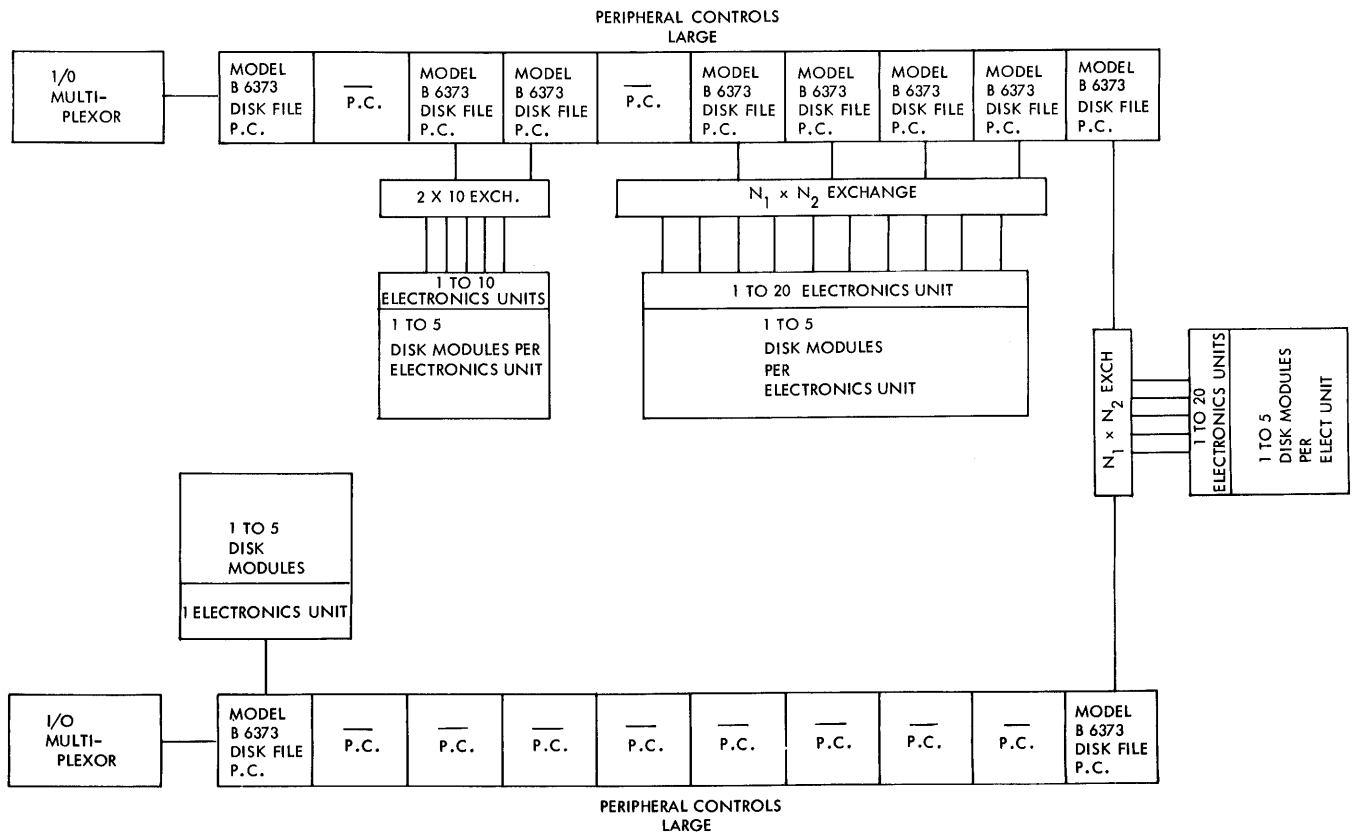 PERIPHERAL CONTROLS
LARGE
1/0
MULTI-
PLEXOR
MODEL
B 6373
DISK FILE
P.C.
P.C.
MODEL
B 6373
DISK FILE
P.C.
MODEL
B 6373
DISK FILE
P.C.
P.C.
MODEL
B 6373
DISK FILE
P.C.
MODEL
B 6373
DISK FILE
P.C.
MODEL
B 6373
DISK FILE
P.C.
MODEL
B 6373
DISK FILE
P.C.
MODEL
B 6373
DISK FILE
P.C.
2 X 10 EXCH.
N1 x N2 EXCHANGE
1 TO 10
ELECTRONICS UNITS
1 TO 5
DISK MODULES PER
ELECTRONICS UNIT
1 TO 20 ELECTRONICS UNIT
1 TO 5
DISK MODULES
PER
ELECTRONICS UNIT
N1 x N2 EXCH
1 TO 20
ELECTRONICS UNITS
1 TO 5
DISK MODULES
PER
ELECT UNIT
1 TO 5
DISK
MODULES
1 ELECTRONICS UNIT
I/O
MULTI-
PLEXOR
MODEL
B 6373
DISK FILE
P.C.
P.C.
P.C.
P.C.
P.C.
P.C.
P.C.
P.C.
P.C.
MODEL
B 6373
DISK FILE
P.C.
PERIPHERAL CONTROLS
LARGE